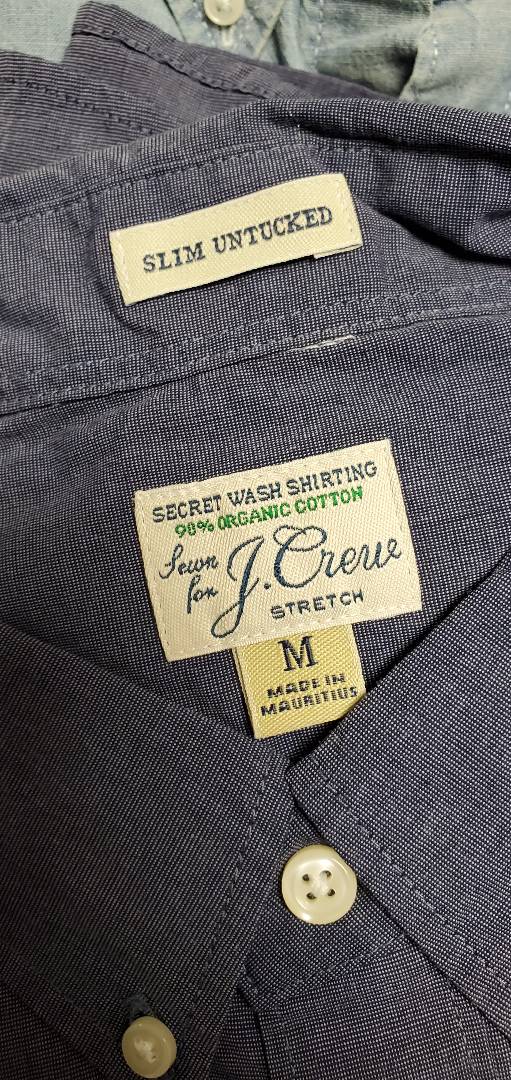 SLIM UNTUCKED
SECRET WASH SHIRTING
98% ORGANIC COTTON
Sewn for J.Crew
STRETCH
M
MADE IN
MAURITIUS